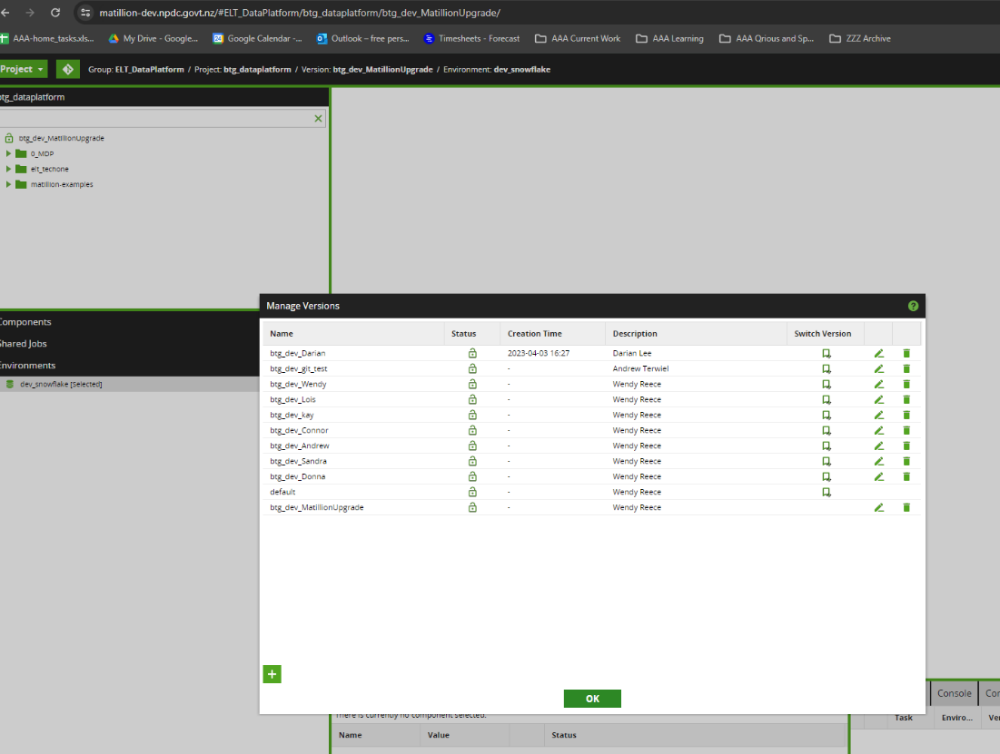 matillion-dev.npdc.govt.nz/#ELT_DataPlatform/btg_dataplatform/btg_dev_MatillionUpgrade/
AAA-home_tasks.xls... My Drive - Google... Google Calendar -... Outlook – free pers... Timesheets - Forecast AAA Current Work AAA Learning AAA Qrious and Sp... ZZZ Archive
Project Group: ELT_DataPlatform / Project: btg_dataplatform / Version: btg_dev_MatillionUpgrade / Environment: dev_snowflake
btg_dataplatform
btg_dev_MatillionUpgrade
0_MDP
elt_techone
matillion-examples
Components
Shared Jobs
Environments
dev_snowflake [Selected]
Manage Versions
Name Status Creation Time Description Switch Version
btg_dev_Darian 2023-04-03 16:27 Darian Lee
btg_dev_git_test - Andrew Terwiel
btg_dev_Wendy - Wendy Reece
btg_dev_Lois - Wendy Reece
btg_dev_kay - Wendy Reece
btg_dev_Connor - Wendy Reece
btg_dev_Andrew - Wendy Reece
btg_dev_Sandra - Wendy Reece
btg_dev_Donna - Wendy Reece
default - Wendy Reece
btg_dev_MatillionUpgrade - Wendy Reece
OK
There is currently no component selected.
Name Value Status
Console Co
Task Enviro... Ve